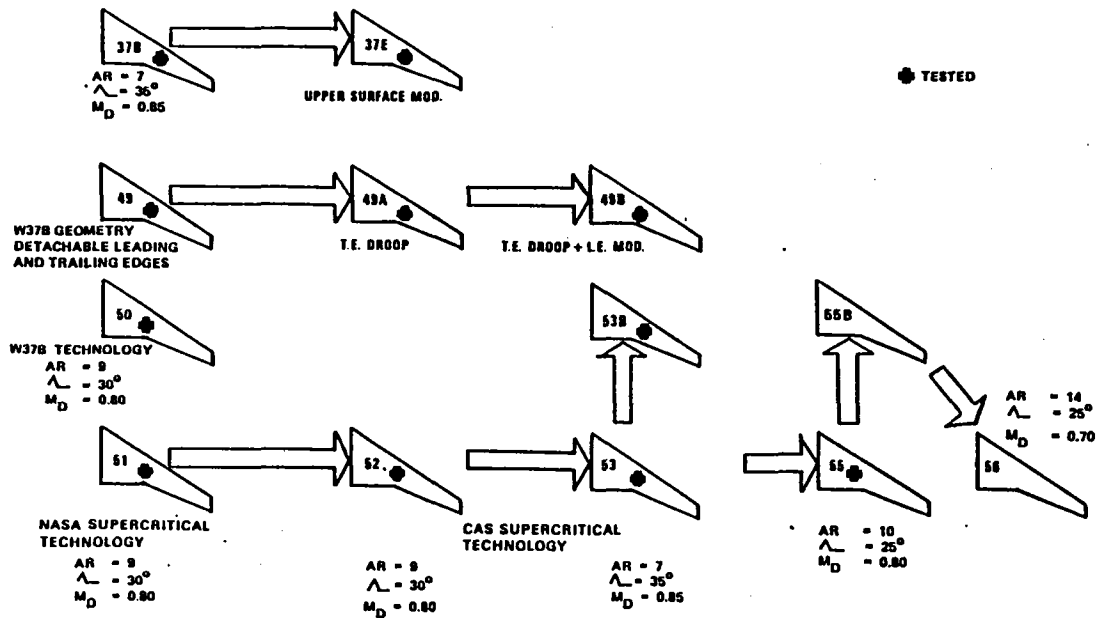 37B
37E
TESTED
AR = 7
Λ = 35°
M_D = 0.85
UPPER SURFACE MOD.
49
49A
49B
W37B GEOMETRY
DETACHABLE LEADING
AND TRAILING EDGES
T.E. DROOP
T.E. DROOP + L.E. MOD.
50
53B
55B
W37B TECHNOLOGY
AR = 9
Λ = 30°
M_D = 0.80
AR = 14
Λ = 25°
M_D = 0.70
51
52
53
55
56
NASA SUPERCRITICAL
TECHNOLOGY
AR = 9
Λ = 30°
M_D = 0.80
AR = 9
Λ = 30°
M_D = 0.80
CAS SUPERCRITICAL
TECHNOLOGY
AR = 7
Λ = 35°
M_D = 0.85
AR = 10
Λ = 25°
M_D = 0.80